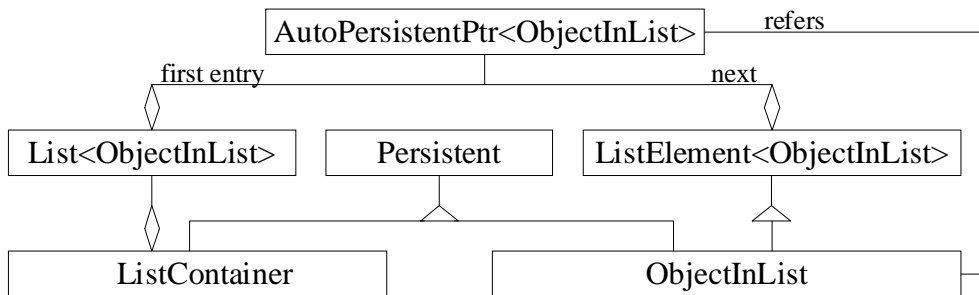 AutoPersistentPtr<ObjectInList>
refers
first entry
next
List<ObjectInList>
Persistent
ListElement<ObjectInList>
ListContainer
ObjectInList